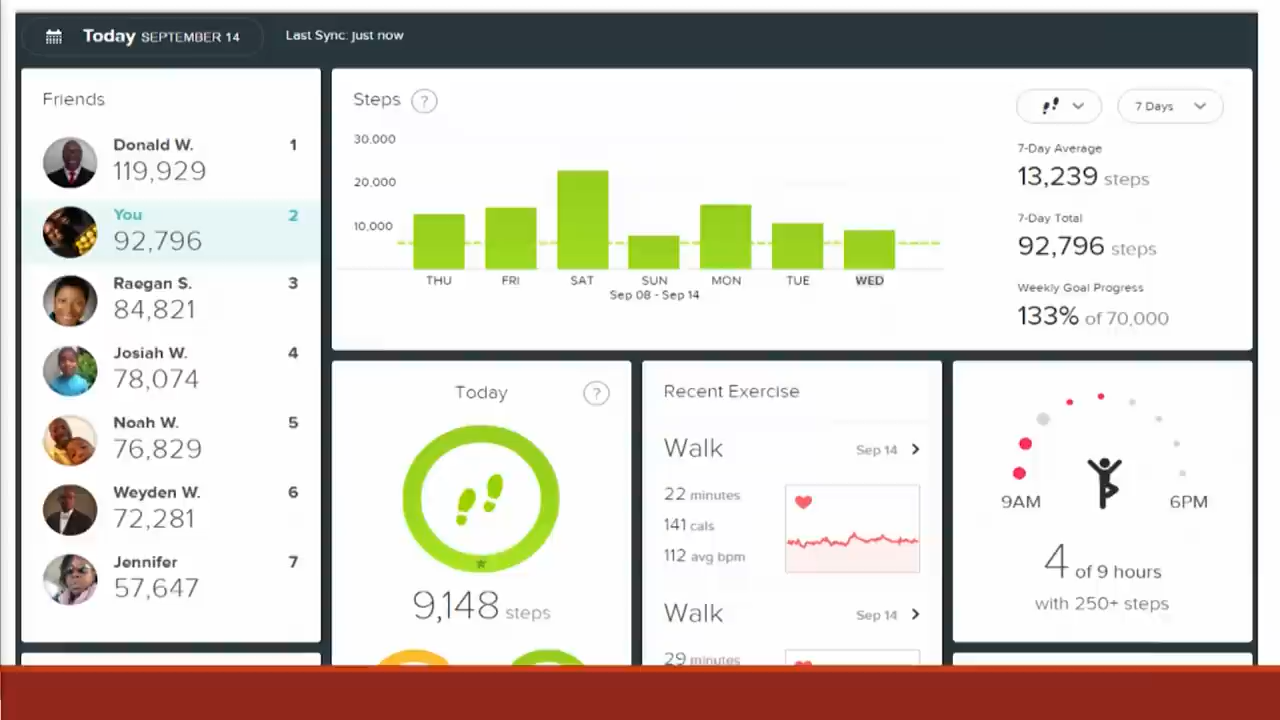 Today SEPTEMBER 14
Last Sync: just now
Friends
Donald W.
1
119,929
You
2
92,796
Raegan S.
3
84,821
Josiah W.
4
78,074
Noah W.
5
76,829
Weyden W.
6
72,281
Jennifer
7
57,647
Steps ?
7 Days
30,000
20,000
10,000
THU FRI SAT SUN MON TUE WED
Sep 08 - Sep 14
7-Day Average
13,239 steps
7-Day Total
92,796 steps
Weekly Goal Progress
133% of 70,000
Today ?
9,148 steps
Recent Exercise
Walk
Sep 14
22 minutes
141 cals
112 avg bpm
Walk
Sep 14
29 minutes
9AM 6PM
4 of 9 hours
with 250+ steps